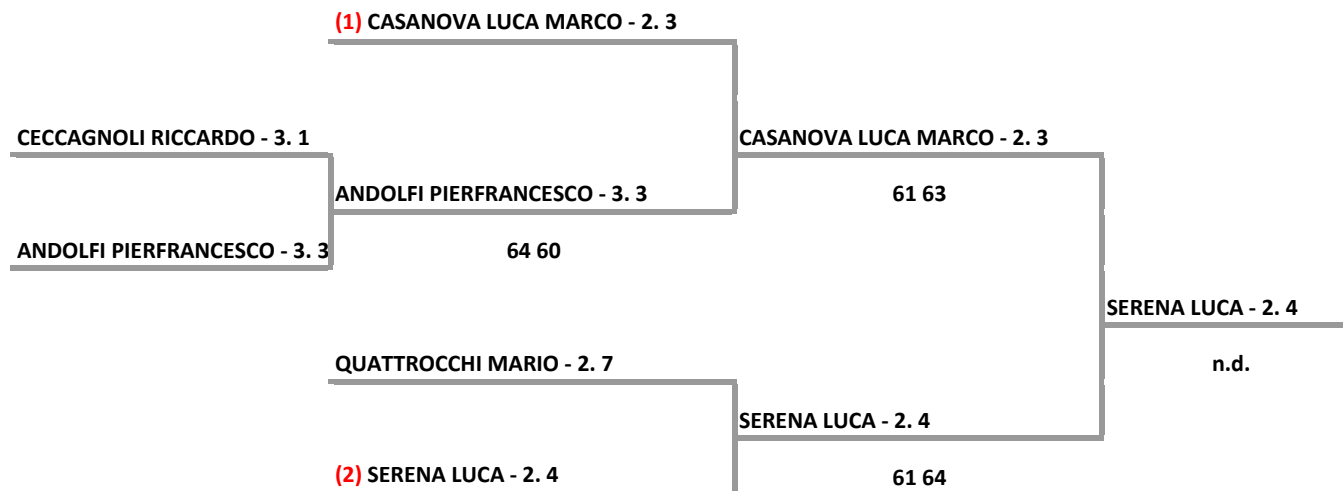 (1) CASANOVA LUCA MARCO - 2. 3
CECCAGNOLI RICCARDO - 3. 1
CASANOVA LUCA MARCO - 2. 3
ANDOLFI PIERFRANCESCO - 3. 3
61 63
ANDOLFI PIERFRANCESCO - 3. 3
64 60
SERENA LUCA - 2. 4
QUATTROCCHI MARIO - 2. 7
n.d.
SERENA LUCA - 2. 4
(2) SERENA LUCA - 2. 4
61 64